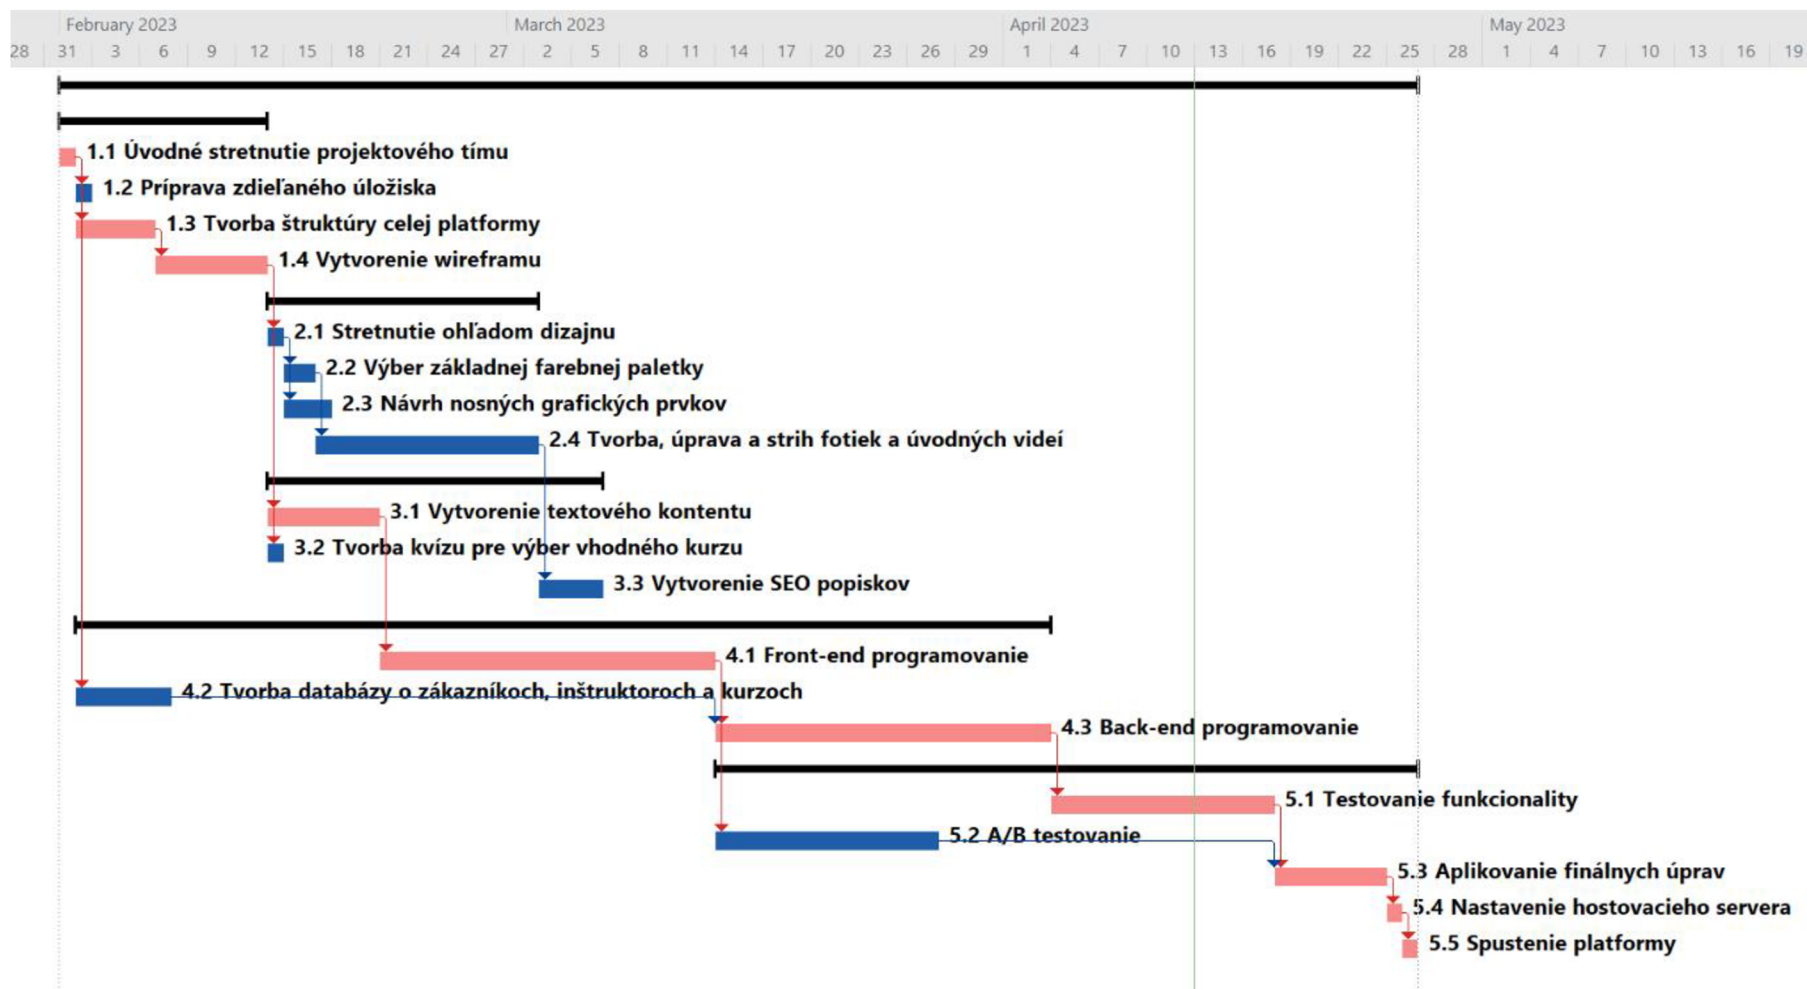 February 2023 March 2023 April 2023 May 2023
28 31 3 6 9 12 15 18 21 24 27 2 5 8 11 14 17 20 23 26 29 1 4 7 10 13 16 19 22 25 28 1 4 7 10 13 16 19
1.1 Úvodné stretnutie projektového tímu
1.2 Príprava zdieľaného úložiska
1.3 Tvorba štruktúry celej platformy
1.4 Vytvorenie wireframu
2.1 Stretnutie ohľadom dizajnu
2.2 Výber základnej farebnej paletky
2.3 Návrh nosných grafických prvkov
2.4 Tvorba, úprava a strih fotiek a úvodných videí
3.1 Vytvorenie textového kontentu
3.2 Tvorba kvízu pre výber vhodného kurzu
3.3 Vytvorenie SEO popiskov
4.1 Front-end programovanie
4.2 Tvorba databázy o zákazníkoch, inštruktoroch a kurzoch
4.3 Back-end programovanie
5.1 Testovanie funkcionality
5.2 A/B testovanie
5.3 Aplikovanie finálnych úprav
5.4 Nastavenie hostovacieho servera
5.5 Spustenie platformy